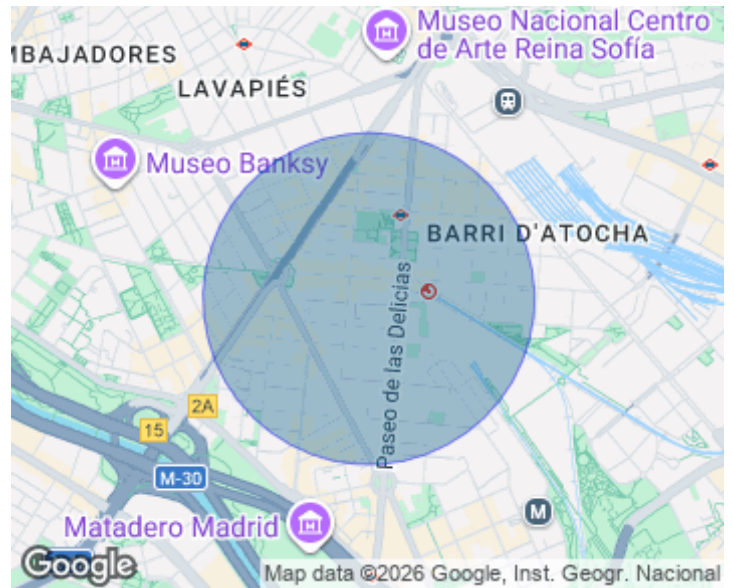 Museo Nacional Centro
de Arte Reina Sofía
MBAJADORES
LAVAPIÉS
Museo Banksy
BARRI D'ATOCHA
Paseo de las Delicias
2A
15
M-30
M
Matadero Madrid
Google
Map data ©2026 Google, Inst. Geogr. Nacional